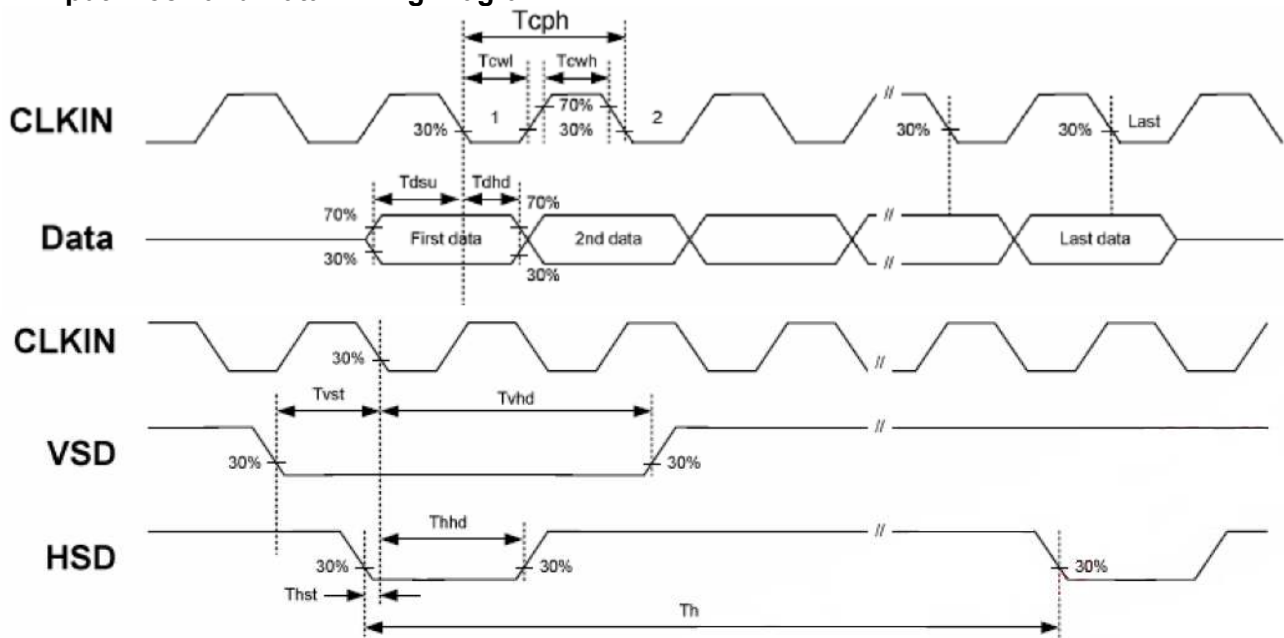 Tcph
Tcwl
Tcwh
CLKIN
30%
1
70%
30%
2
//
30%
30%
Last
Tdsu
Tdhd
70%
70%
Data
First data
2nd data
//
Last data
30%
30%
CLKIN
30%
//
Tvst
Tvhd
VSD
30%
30%
//
HSD
Thhd
30%
30%
//
30%
Thst
Th